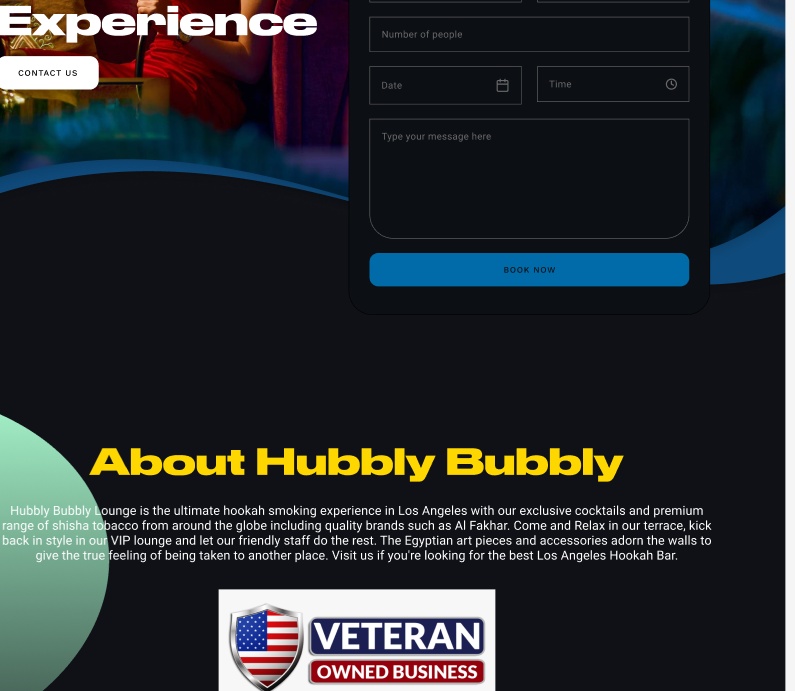 Experience
CONTACT US
Number of people
Date
Time
Type your message here
BOOK NOW
About Hubbly Bubbly
Hubbly Bubbly Lounge is the ultimate hookah smoking experience in Los Angeles with our exclusive cocktails and premium
range of shisha tobacco from around the globe including quality brands such as Al Fakhar. Come and Relax in our terrace, kick
back in style in our VIP lounge and let our friendly staff do the rest. The Egyptian art pieces and accessories adorn the walls to
give the true feeling of being taken to another place. Visit us if you're looking for the best Los Angeles Hookah Bar.
VETERAN
OWNED BUSINESS